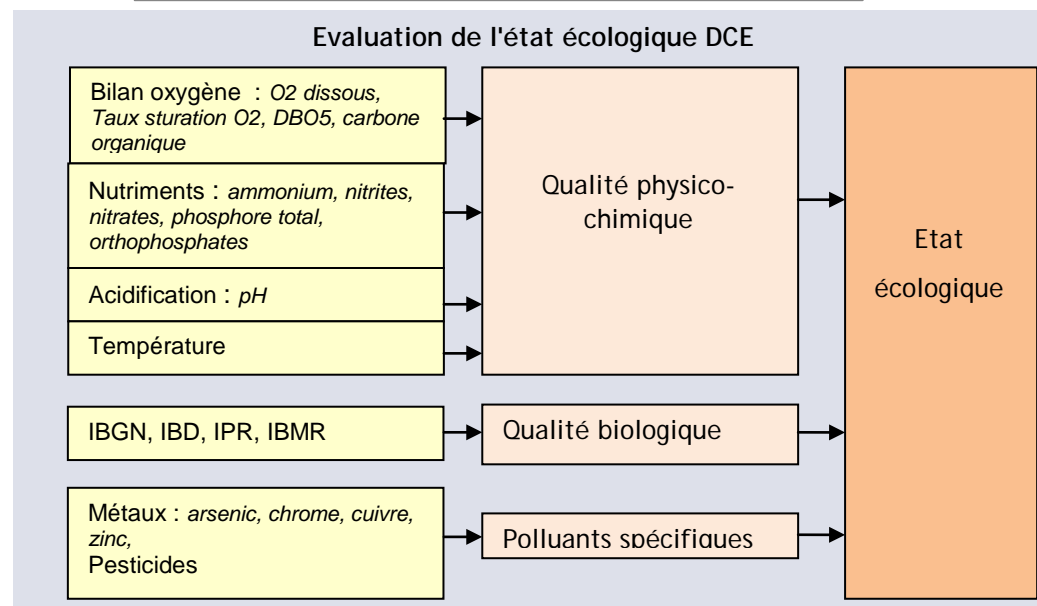 Evaluation de l'état écologique DCE
Bilan oxygène : O2 dissous,
Taux sturation O2, DBO5, carbone
organique
Nutriments : ammonium, nitrites,
nitrates, phosphore total,
orthophosphates
Acidification : pH
Température
Qualité physico-
chimique
Etat
écologique
IBGN, IBD, IPR, IBMR
Qualité biologique
Métaux : arsenic, chrome, cuivre,
zinc,
Pesticides
Polluants spécifiques